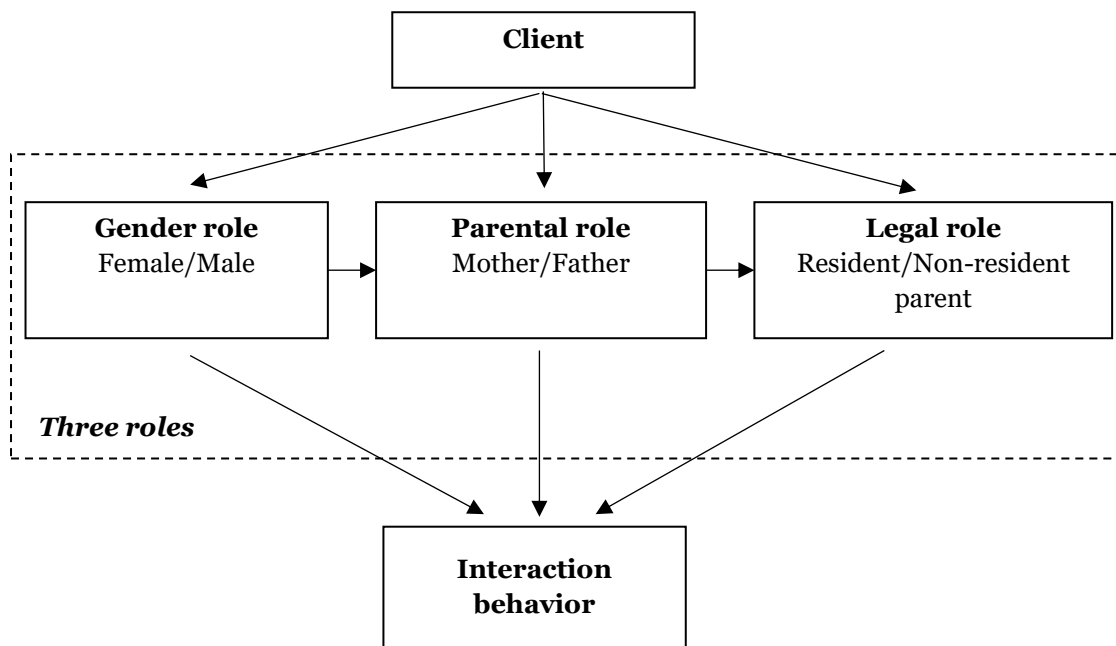 Client
Gender role
Female/Male
Parental role
Mother/Father
Legal role
Resident/Non-resident
parent
Three roles
Interaction
behavior